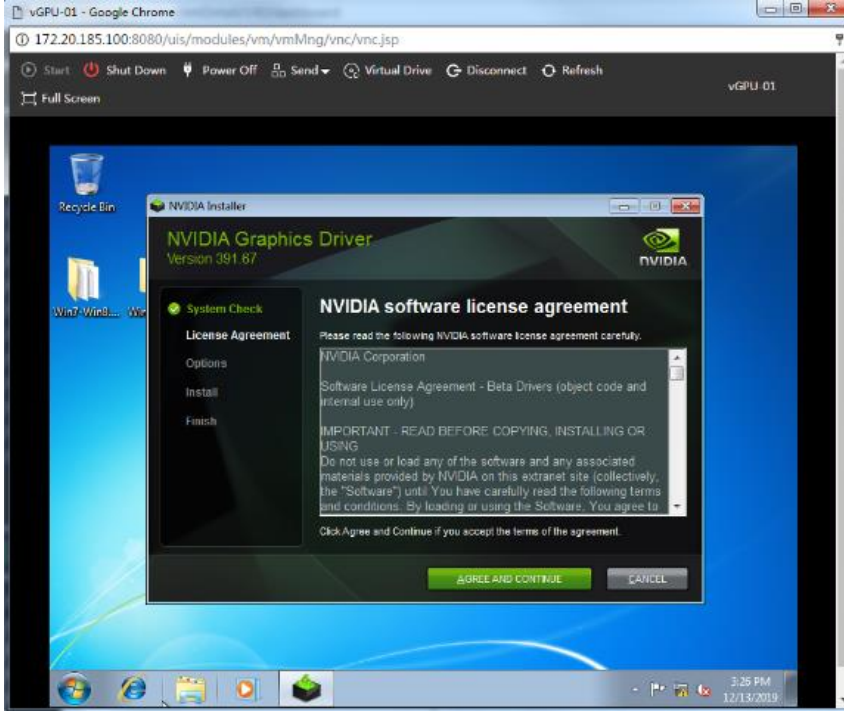 vGPU-01 - Google Chrome
172.20.185.100:8080/uis/modules/vm/vmMng/vnc/vnc.jsp
Start Shut Down Power Off Send Virtual Drive Disconnect Refresh
vGPU-01
Full Screen
Recycle Bin
NVIDIA Installer
NVIDIA Graphics Driver
Version 391.67
NVIDIA
Win7-Win8....
System Check
License Agreement
Options
Install
Finish
NVIDIA software license agreement
Please read the following NVIDIA software license agreement carefully.
NVIDIA Corporation
Software License Agreement - Beta Drivers (object code and
internal use only)
IMPORTANT - READ BEFORE COPYING, INSTALLING OR
USING
Do not use or load any of the software and any associated
materials provided by NVIDIA on this extranet site (collectively,
the "Software") until You have carefully read the following terms
and conditions. By loading or using the Software, You agree to
Click Agree and Continue if you accept the terms of the agreement.
AGREE AND CONTINUE
CANCEL
3:26 PM
12/13/2019